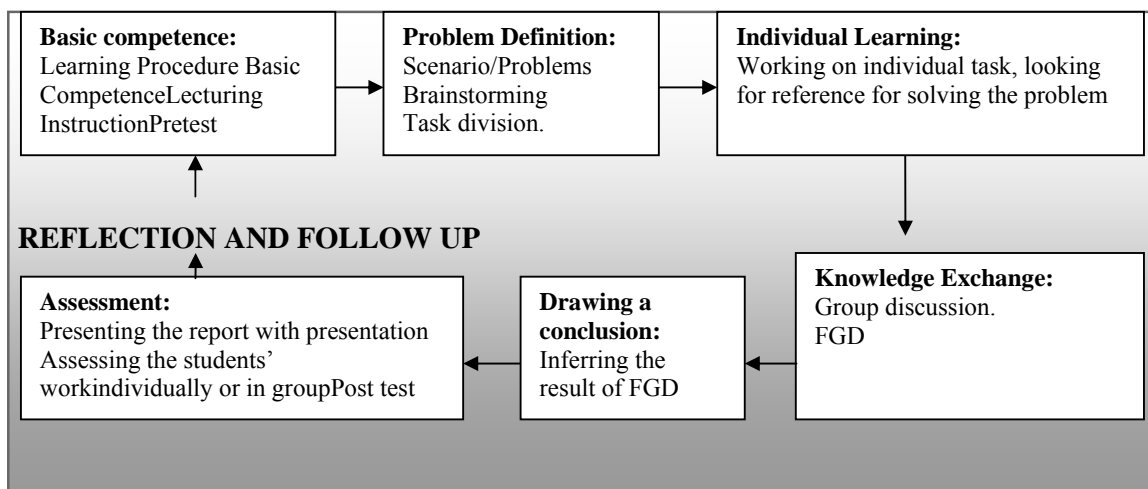 Basic competence:
Learning Procedure Basic
CompetenceLecturing
InstructionPretest
Problem Definition:
Scenario/Problems
Brainstorming
Task division.
Individual Learning:
Working on individual task, looking
for reference for solving the problem
REFLECTION AND FOLLOW UP
Knowledge Exchange:
Group discussion.
FGD
Drawing a
conclusion:
Inferring the
result of FGD
Assessment:
Presenting the report with presentation
Assessing the students’
workindividually or in groupPost test